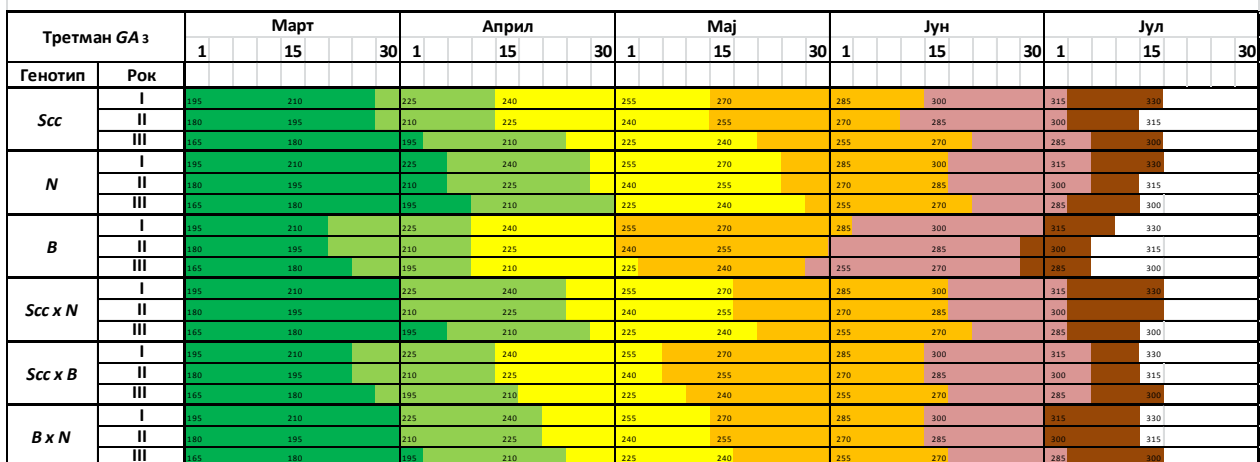 Март Април Мај Јун Јул
Третман GA3
1 15 30 1 15 30 1 15 30 1 15 30 1 15 30
Генотип Рок
Scc I 195 210 225 240 255 270 285 300 315 330
II 180 195 210 225 240 255 270 285 300 315
III 165 180 195 210 225 240 255 270 285 300
N I 195 210 225 240 255 270 285 300 315 330
II 180 195 210 225 240 255 270 285 300 315
III 165 180 195 210 225 240 255 270 285 300
B I 195 210 225 240 255 270 285 300 315 330
II 180 195 210 225 240 255 285 300 315
III 165 180 195 210 225 240 255 270 285 300
Scc x N I 195 210 225 240 255 270 285 300 315 330
II 180 195 210 225 240 255 270 285 300
III 165 180 195 210 225 240 255 270 285 300
Scc x B I 195 210 225 240 255 270 285 300 315 330
II 180 195 210 225 240 255 270 285 300 315
III 165 180 195 210 225 240 255 270 285 300
B x N I 195 210 225 240 255 270 285 300 315 330
II 180 195 210 225 240 255 270 285 300 315
III 165 180 195 210 225 240 255 270 285 300